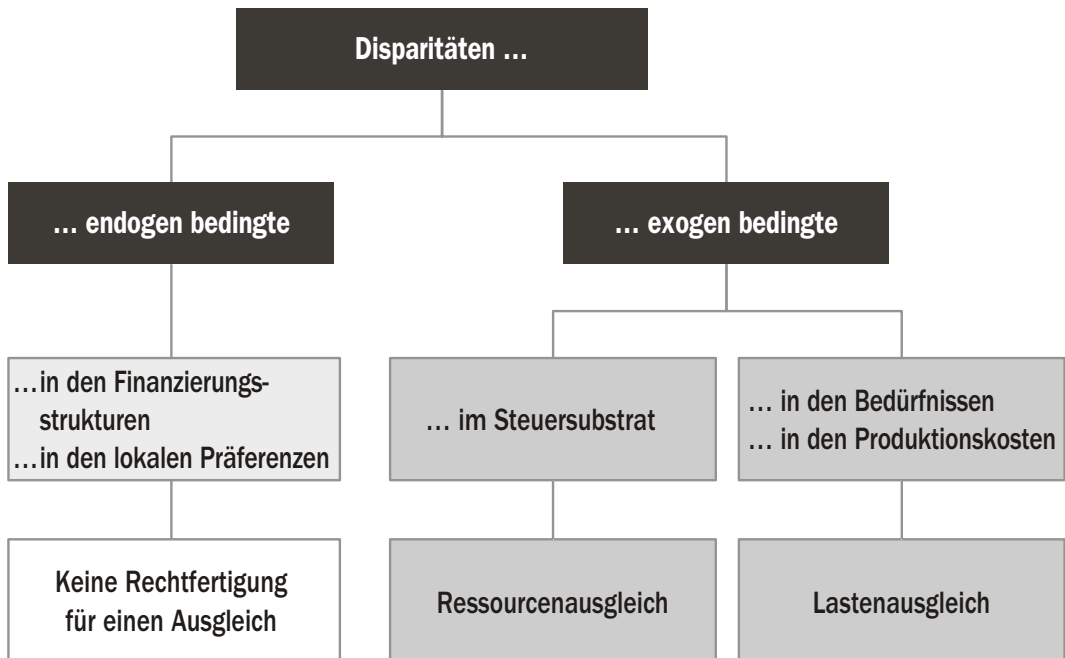 Disparitäten ...
... endogen bedingte
... exogen bedingte
...in den Finanzierungs-
strukturen
...in den lokalen Präferenzen
... im Steuersubstrat
... in den Bedürfnissen
... in den Produktionskosten
Keine Rechtfertigung
für einen Ausgleich
Ressourcenausgleich
Lastenausgleich